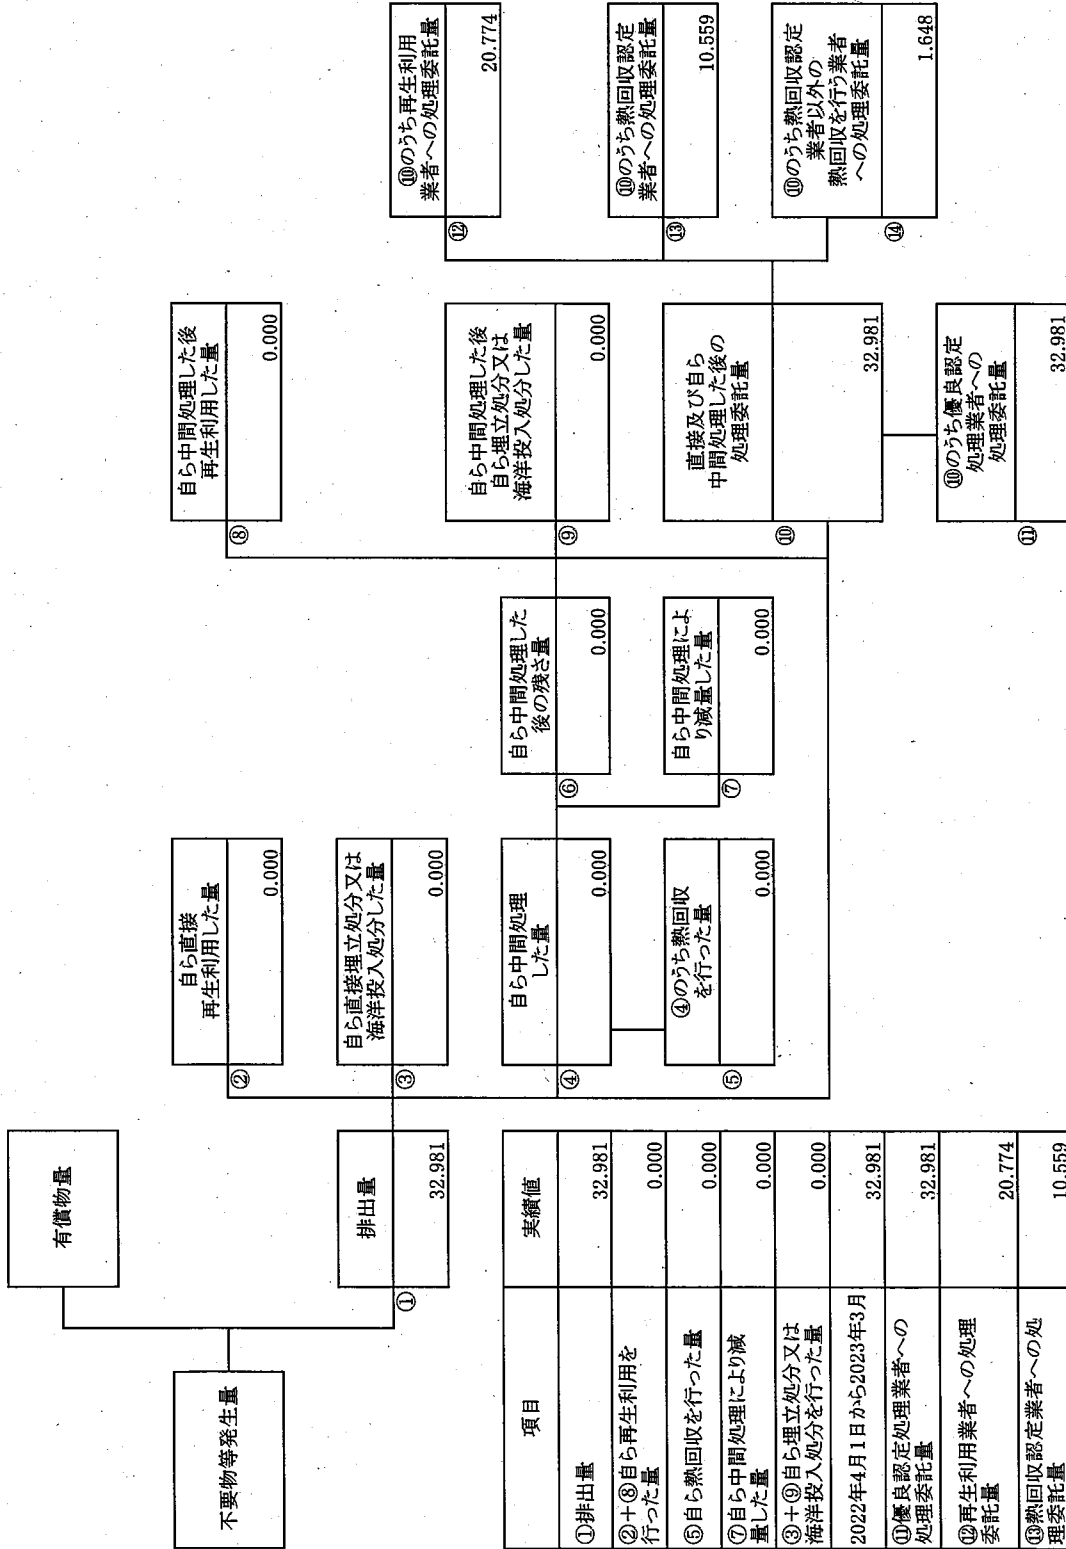 有償物量
不要物等発生量
排出量
①
32.981
自ら直接
再生利用した量
②
0.000
自ら直接埋立処分又は
海洋投入処分した量
③
0.000
自ら中間処理
した量
④
0.000
④のうち熱回収
を行った量
⑤
0.000
自ら中間処理した
後の残さ量
⑥
0.000
自ら中間処理によ
り減量した量
⑦
0.000
自ら中間処理した後
再生利用した量
⑧
0.000
自ら中間処理した後
自ら埋立処分又は
海洋投入処分した量
⑨
0.000
直接及び自ら
中間処理した後の
処理委託量
⑩
32.981
⑩のうち優良認定
処理業者への
処理委託量
⑪
32.981
⑩のうち再生利用
業者への処理委託量
⑫
20.774
⑩のうち熱回収認定
業者への処理委託量
⑬
10.559
⑩のうち熱回収認定
業者以外の
熱回収を行う業者
への処理委託量
⑭
1.648
項目 実績値
①排出量 32.981
②+⑧自ら再生利用を
行った量 0.000
⑤自ら熱回収を行った量 0.000
⑦自ら中間処理により減
量した量 0.000
③+⑨自ら埋立処分又は
海洋投入処分を行った量 0.000
2022年4月1日から2023年3月 32.981
⑪優良認定処理業者への
処理委託量 32.981
⑫再生利用業者への処理
委託量 20.774
⑬熱回収認定業者への処
理委託量 10.559